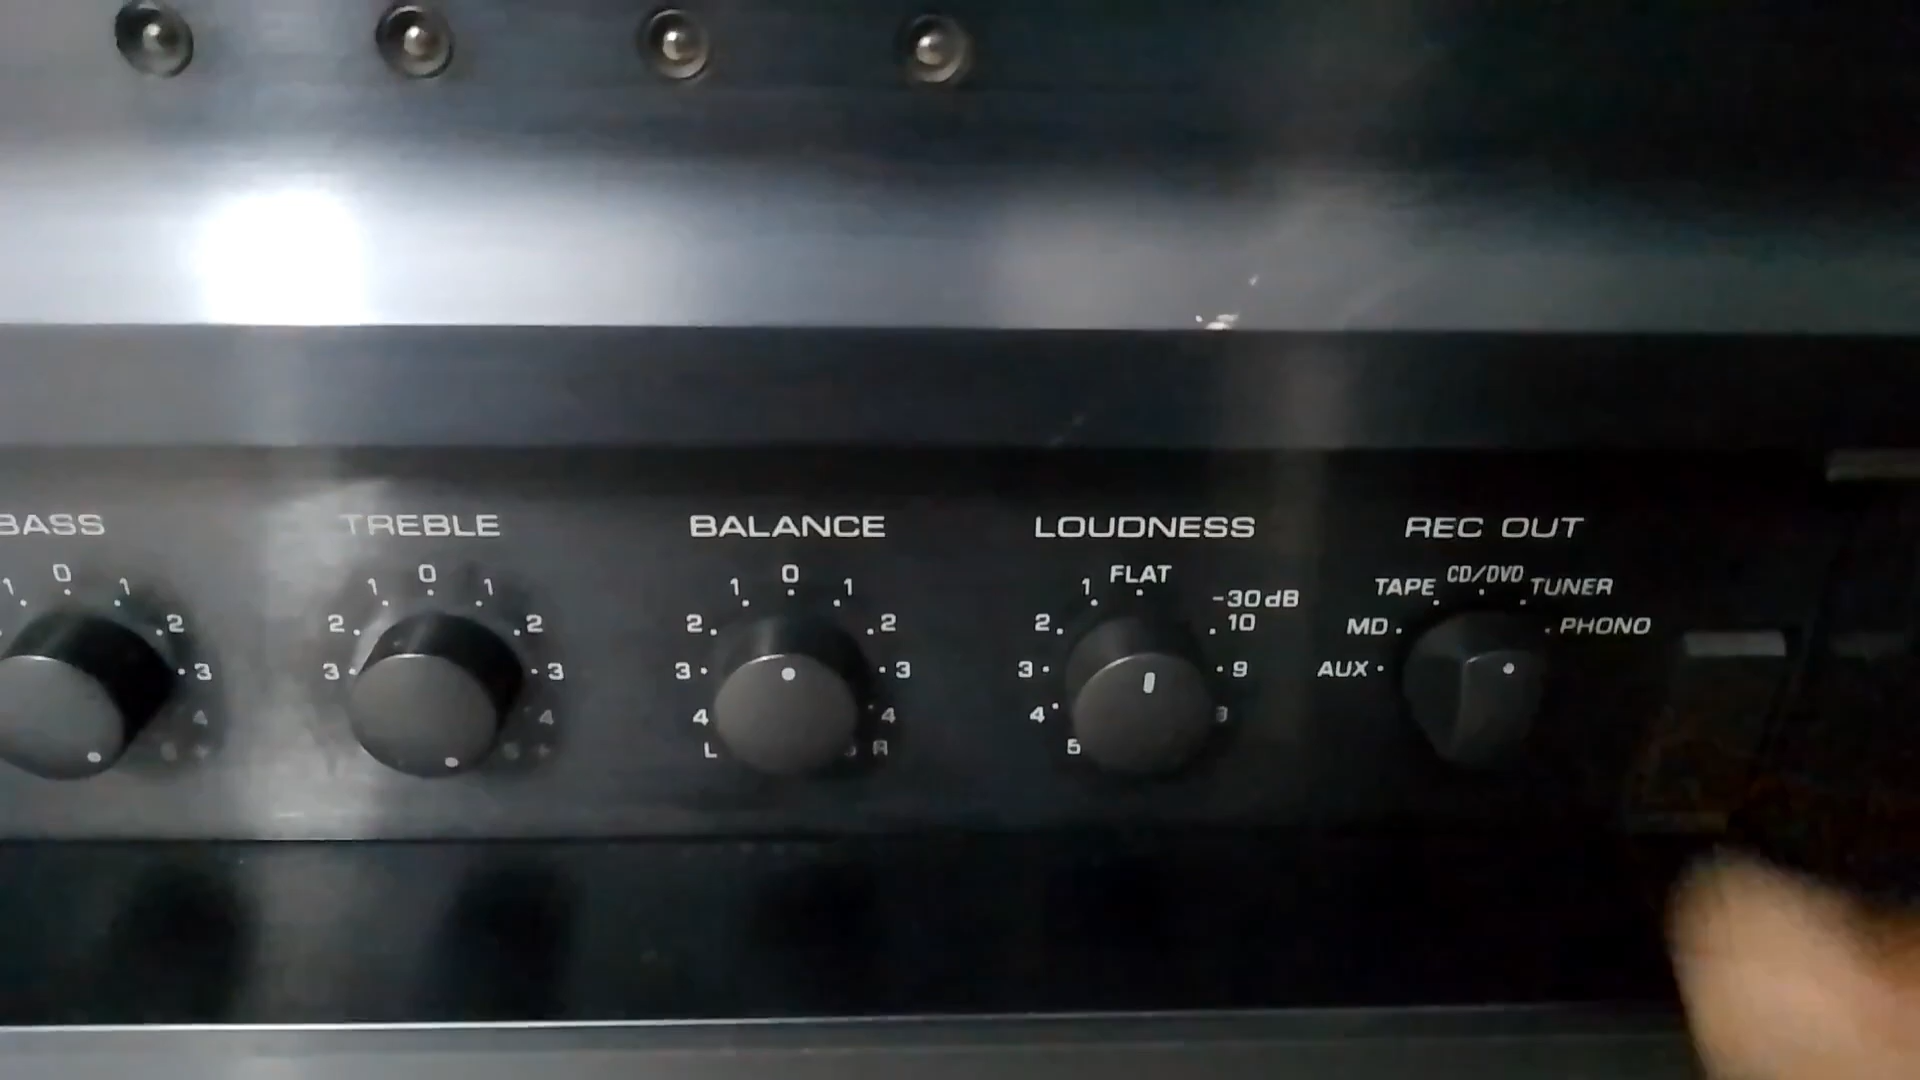 BASS TREBLE BALANCE LOUDNESS REC OUT
1 0 1 2 3 4
2 1 0 1 2 3 3 4
2 1 0 1 2 3 3 4 4 L R
1 FLAT -30dB 2 10 3 9 4 8 5
TAPE CD/DVD TUNER
MD PHONO
AUX